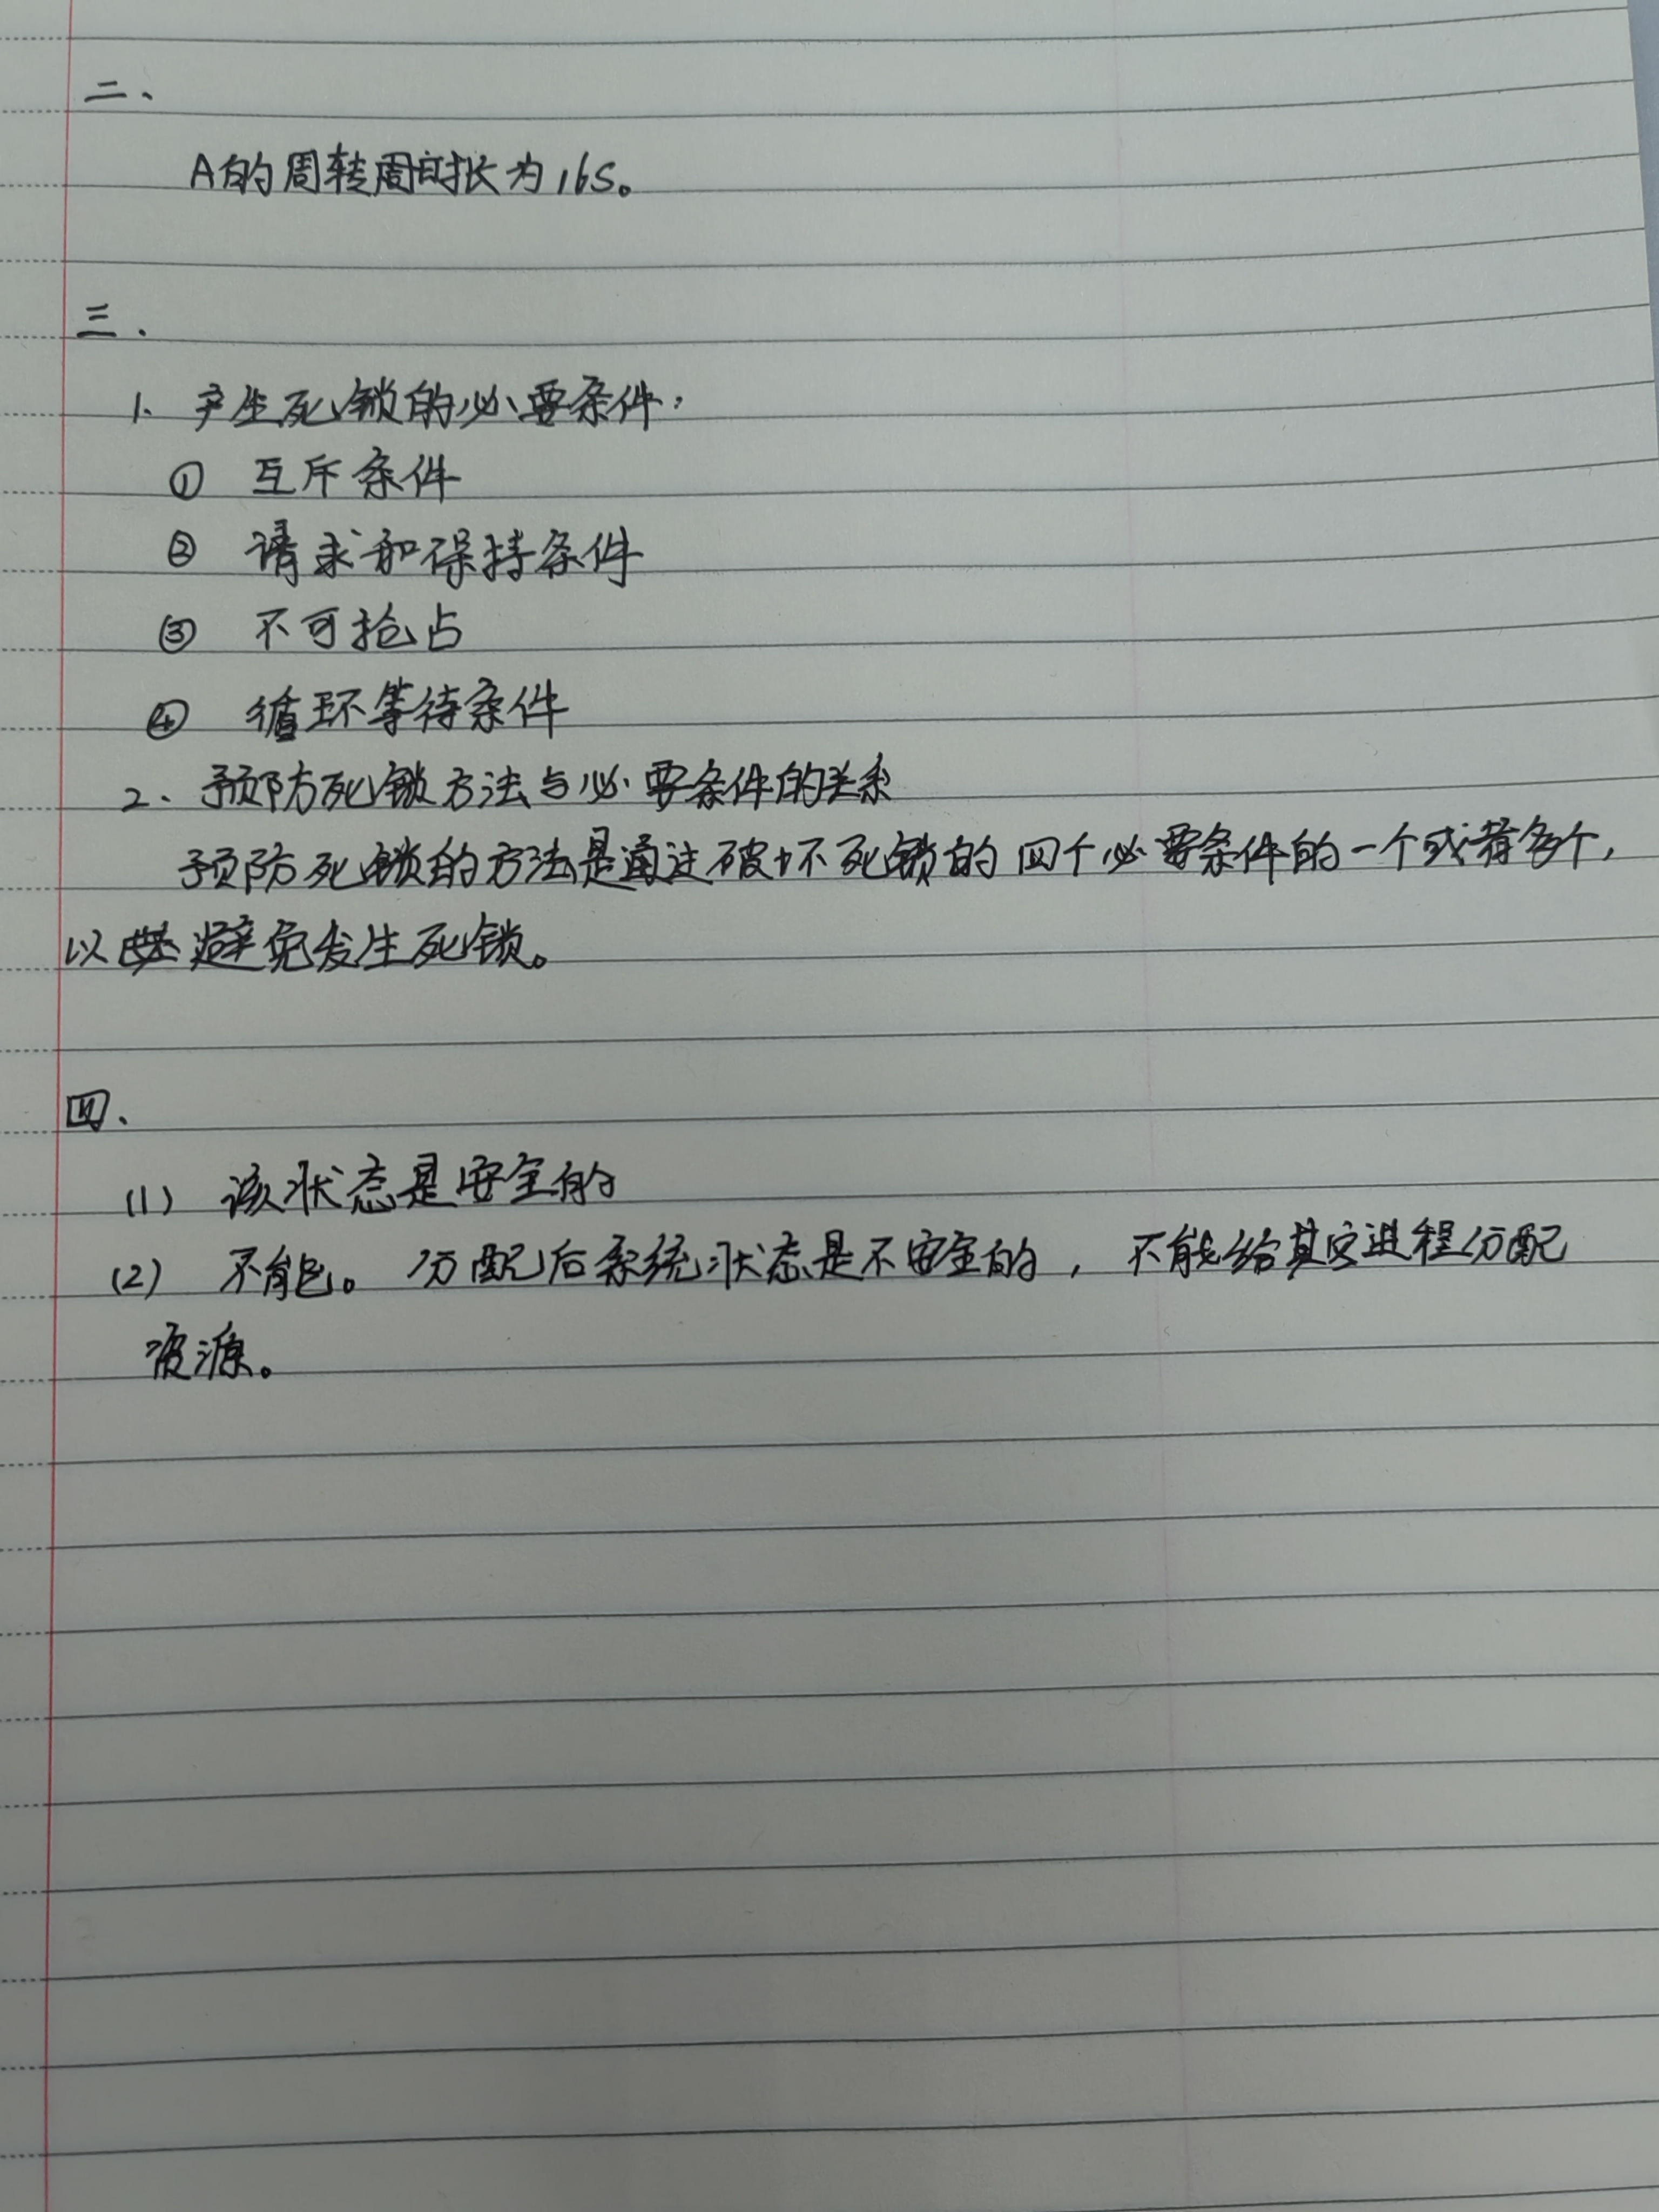 二、
A的周转时长为16s。
三.
1. 产生死锁的必要条件:
① 互斥条件
② 请求和保持条件
③ 不可抢占
④ 循环等待条件
2. 预防死锁方法与必要条件的关系
预防死锁的方法是通过破坏死锁的四个必要条件的一个或者多个,
以避免发生死锁。
四.
(1) 该状态是安全的
(2) 不能。分配后系统状态是不安全的,不能给其它进程分配
资源。